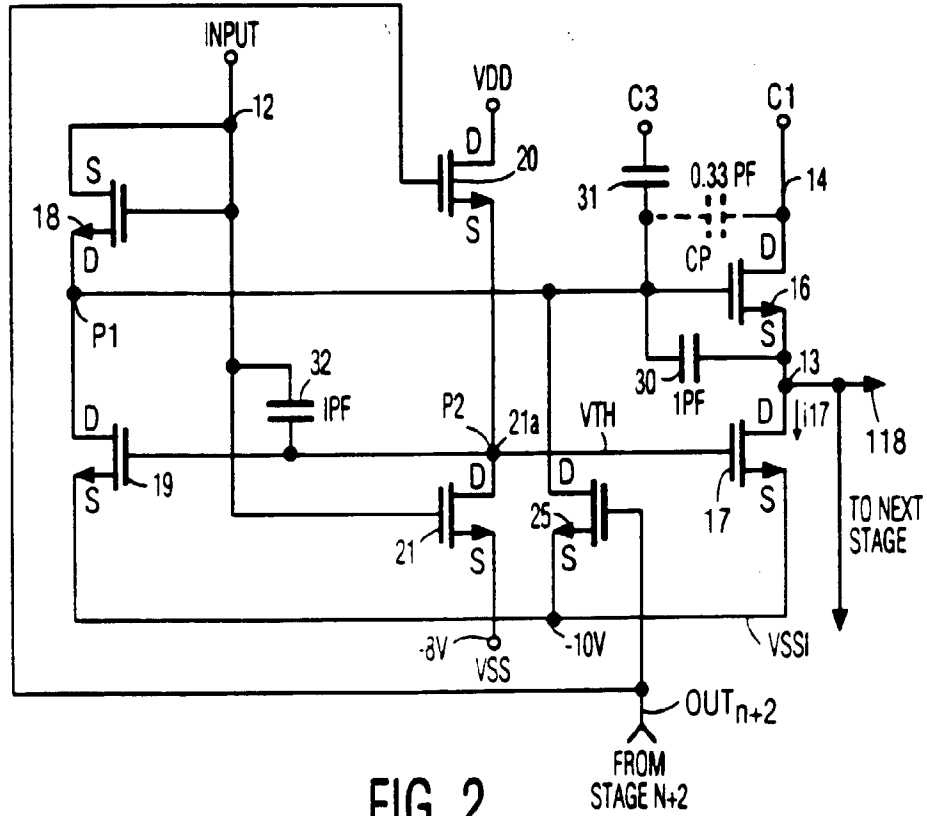 INPUT
12
VDD
C3
C1
S
D
20
31
0.33 PF
14
18
S
CP
D
D
16
P1
S
32
1PF
P2
21a
30
1PF
13
VTH
i17
118
D
19
D
D
D
S
25
17
TO NEXT
STAGE
21
S
S
S
-8V
VSS
-10V
VSSI
OUTn+2
FROM
STAGE N+2
FIG. 2